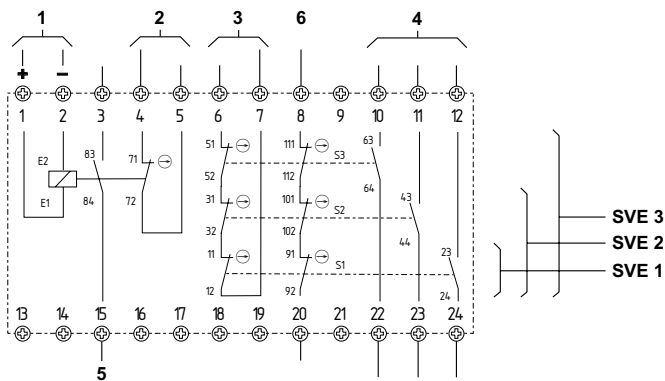 1 2 3 6 4
+ −
1 2 3 4 5 6 7 8 9 10 11 12
51 111 63
83 71 S3
E2 52 112 64
31 101 43
E1 84 72 S2
32 102 44
11 91 23
S1
12 92 24
SVE 3
SVE 2
SVE 1
13 14 15 16 17 18 19 20 21 22 23 24
5